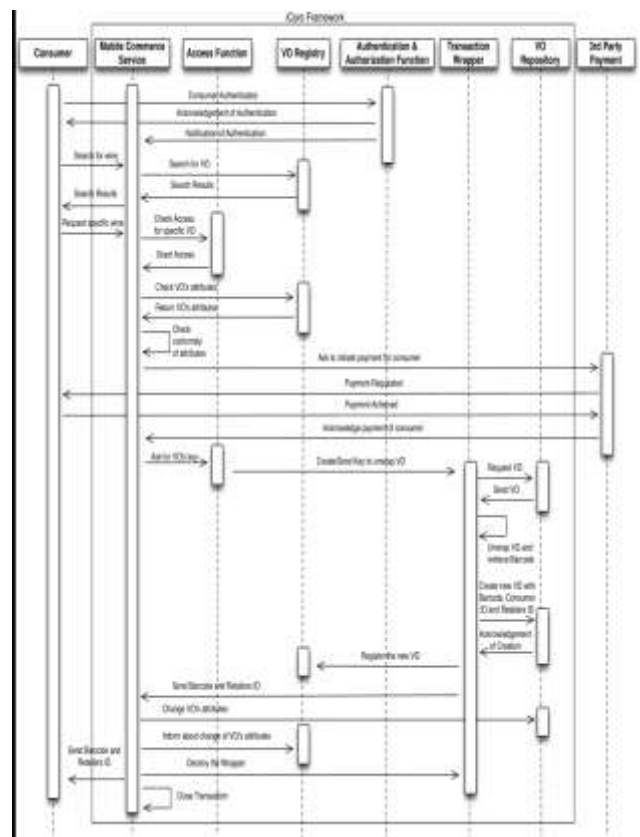 iCore Framework
Consumer
Mobile Commerce
Service
Access Function
VO Registry
Authentication &
Authorization Function
Transaction
Wrapper
VO
Repository
3rd Party
Payment
Consumer Authentication
Acknowledgement of Authentication
Notification of Authentication
Search for wine
Search for VO
Search Results
Search Results
Request specific wine
Check Access
for specific VO
Grant Access
Check VO's attributes
Return VO's attributes
Check
conformity
of attributes
Ask to initiate payment for consumer
Payment Requested
Payment Achieved
Acknowledge payment of consumer
Ask for VO's key
Create/Send Key to unwrap VO
Request VO
Send VO
Unwrap VO and
retrieve Barcode
Create new VO with
Barcode, Consumer
ID and Retailers ID
Acknowledgement
of Creation
Register the new VO
Send Barcode and Retailers ID
Change VO's attributes
Inform about change of VO's attributes
Send Barcode and
Retailers ID
Destroy the Wrapper
Close Transaction